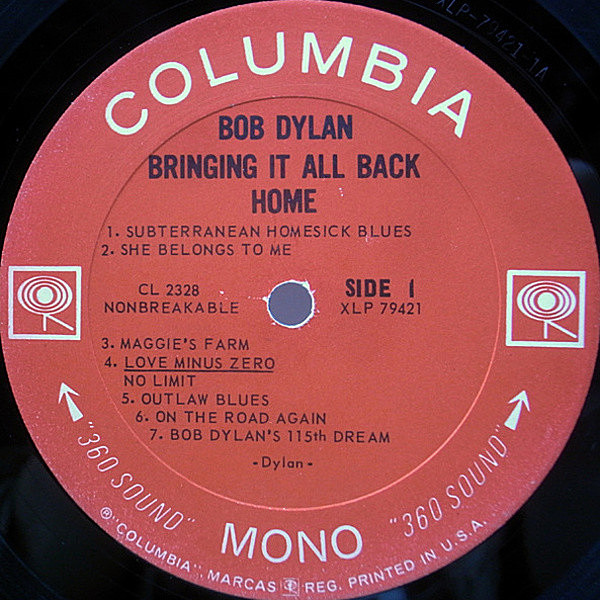 XLP-79421-1A
COLUMBIA
BOB DYLAN
BRINGING IT ALL BACK
HOME
1. SUBTERRANEAN HOMESICK BLUES
2. SHE BELONGS TO ME
CL 2328
NONBREAKABLE
SIDE 1
XLP 79421
3. MAGGIE'S FARM
4. LOVE MINUS ZERO
NO LIMIT
5. OUTLAW BLUES
6. ON THE ROAD AGAIN
7. BOB DYLAN'S 115th DREAM
-Dylan-
"360 SOUND" MONO "360 SOUND"
®"COLUMBIA", MARCAS REG. PRINTED IN U.S.A.